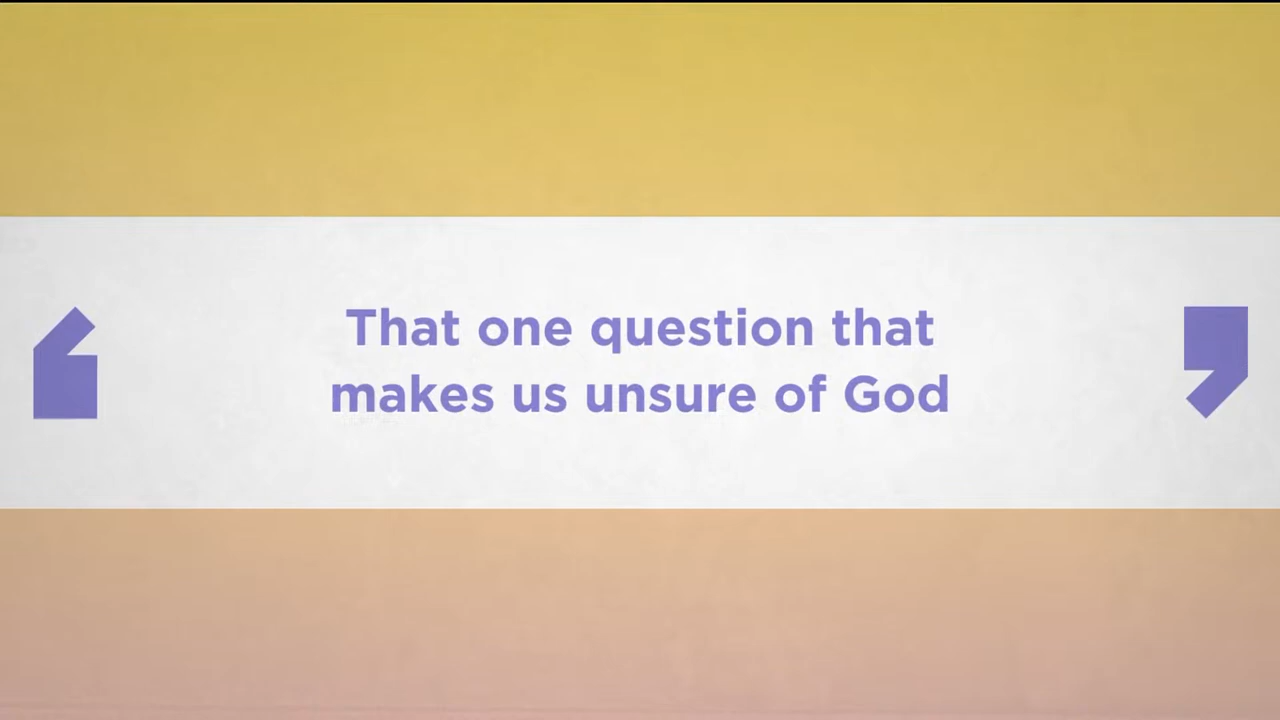 ‘ That one question that
makes us unsure of God ’